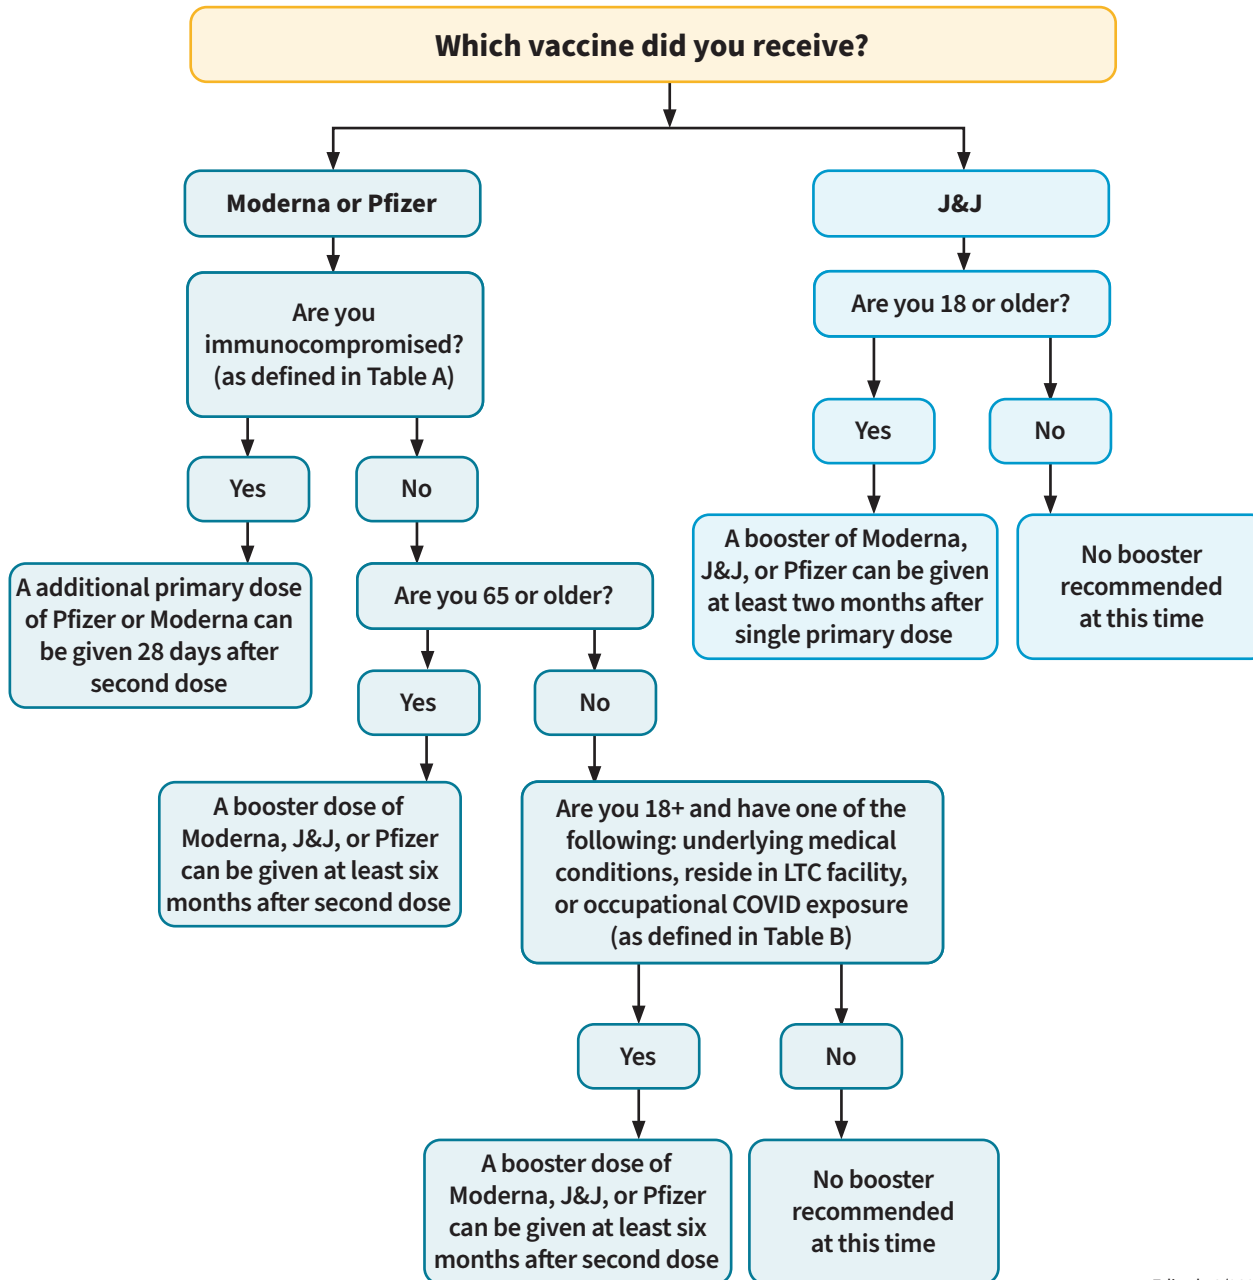 Which vaccine did you receive?
Moderna or Pfizer
J&J
Are you
immunocompromised?
(as defined in Table A)
Are you 18 or older?
Yes
No
Yes
No
A additional primary dose
of Pfizer or Moderna can
be given 28 days after
second dose
Are you 65 or older?
A booster of Moderna,
J&J, or Pfizer can be given
at least two months after
single primary dose
No booster
recommended
at this time
Yes
No
A booster dose of
Moderna, J&J, or Pfizer
can be given at least six
months after second dose
Are you 18+ and have one of the
following: underlying medical
conditions, reside in LTC facility,
or occupational COVID exposure
(as defined in Table B)
Yes
No
A booster dose of
Moderna, J&J, or Pfizer
can be given at least six
months after second dose
No booster
recommended
at this time